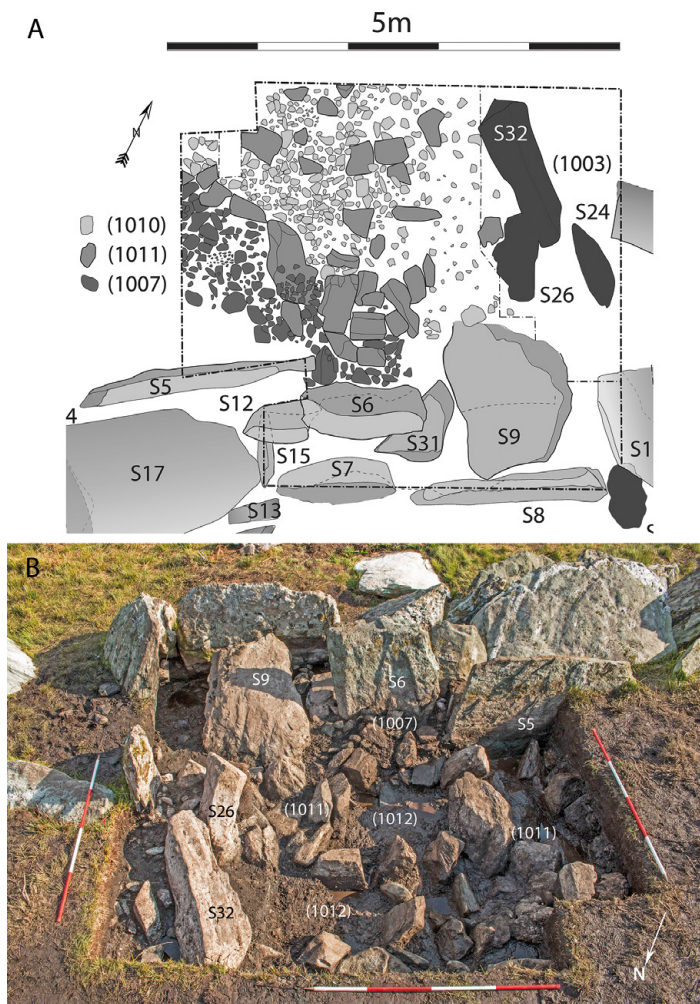 A
5m
N
S32
(1003)
S24
(1010)
(1011)
(1007)
S26
S5
S12
S6
4
S31
S9
S17
S15
S7
S1
S13
S8
B
S9
S6
(1007)
S5
S26
(1011)
(1012)
(1011)
S32
(1012)
N